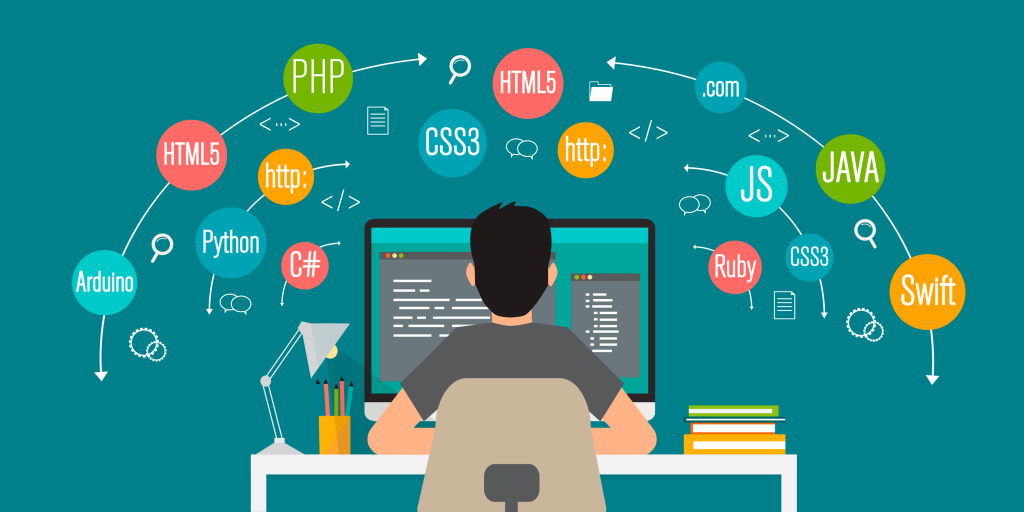 PHP
HTML5
.com
CSS3
http:
HTML5
http:
JS
JAVA
Python
C#
Ruby
CSS3
Arduino
Swift
<...>
</>
</>
<...>